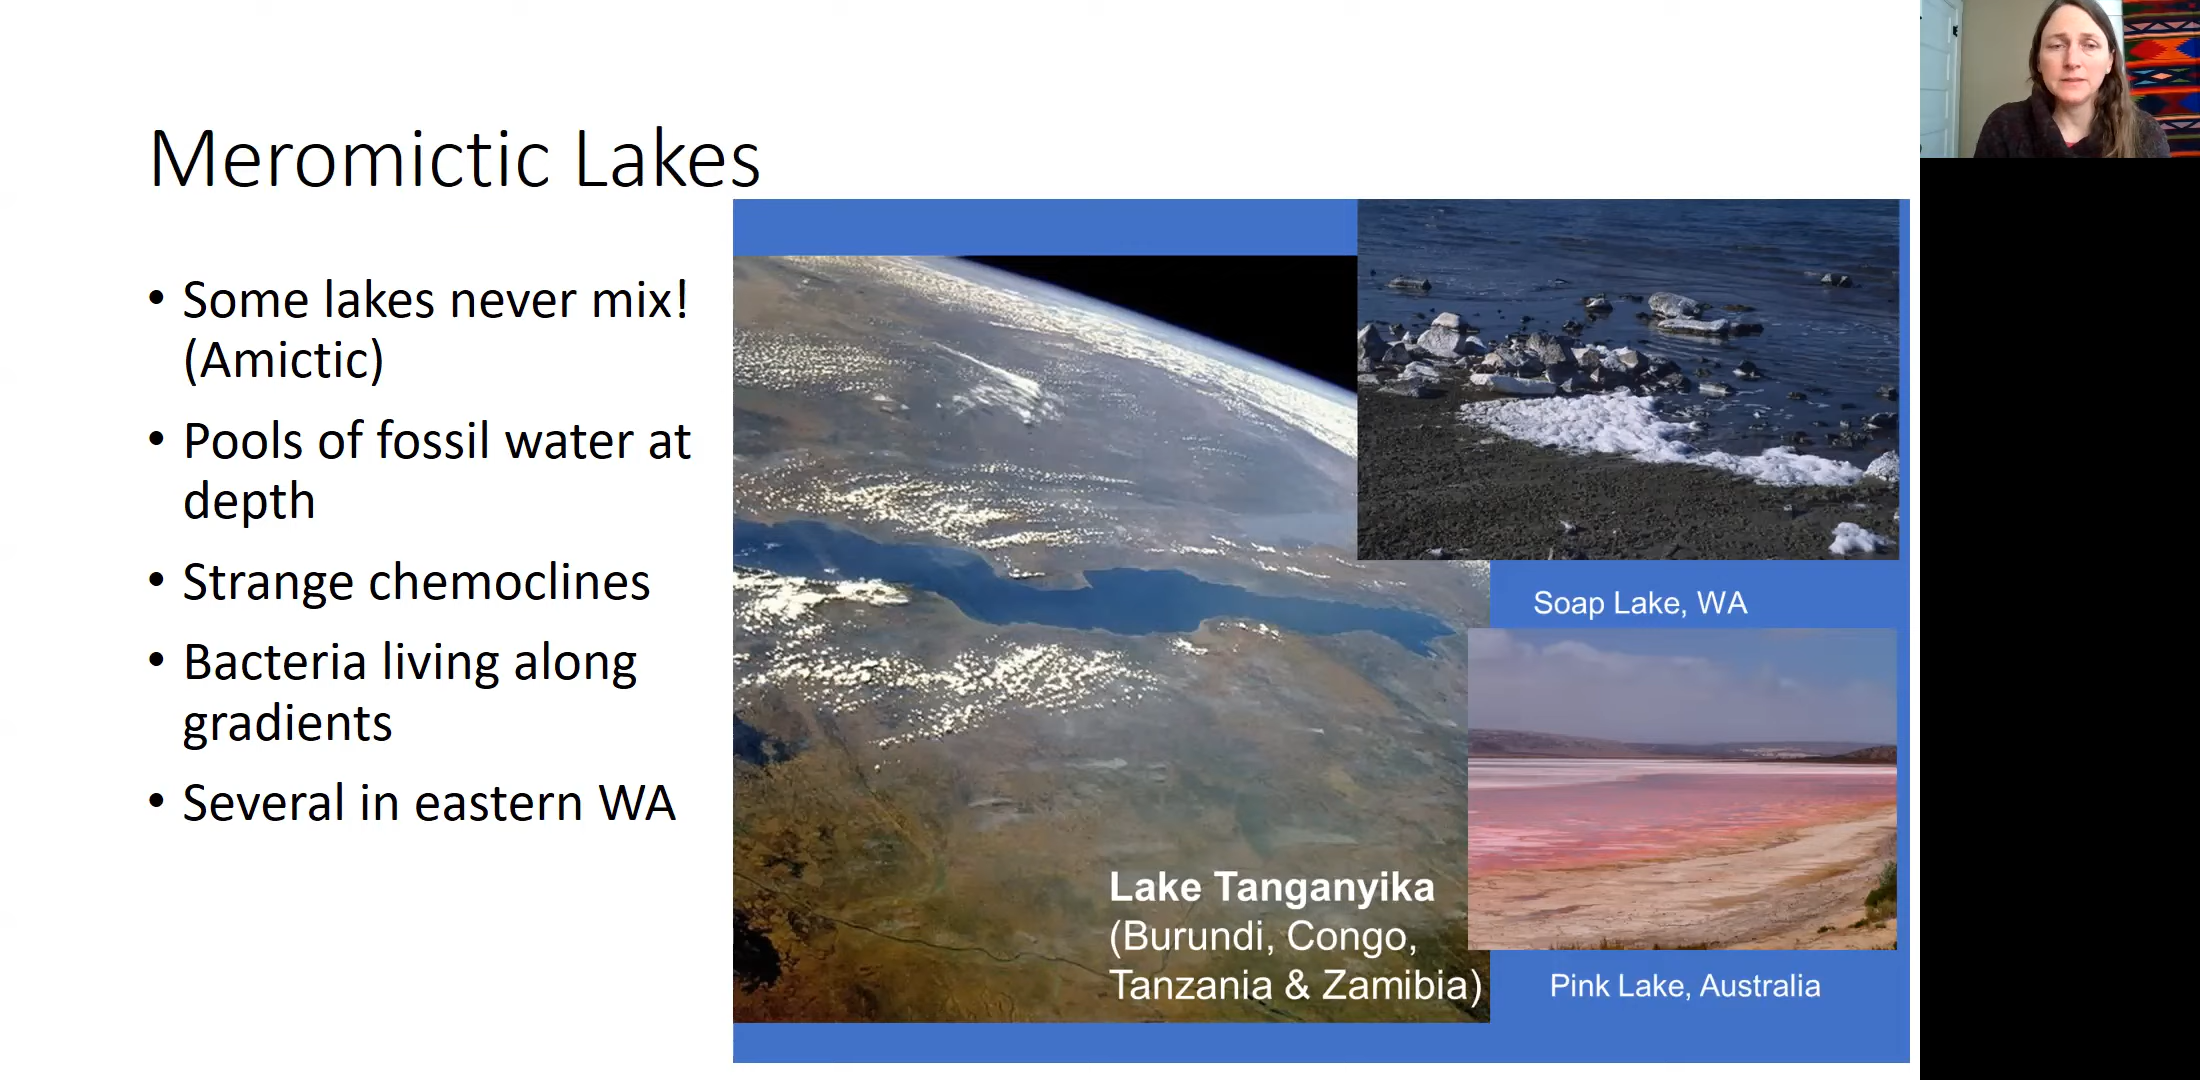 Meromictic Lakes
• Some lakes never mix!
(Amictic)
• Pools of fossil water at
depth
• Strange chemoclines
• Bacteria living along
gradients
• Several in eastern WA
Soap Lake, WA
Lake Tanganyika
(Burundi, Congo,
Tanzania & Zamibia)
Pink Lake, Australia